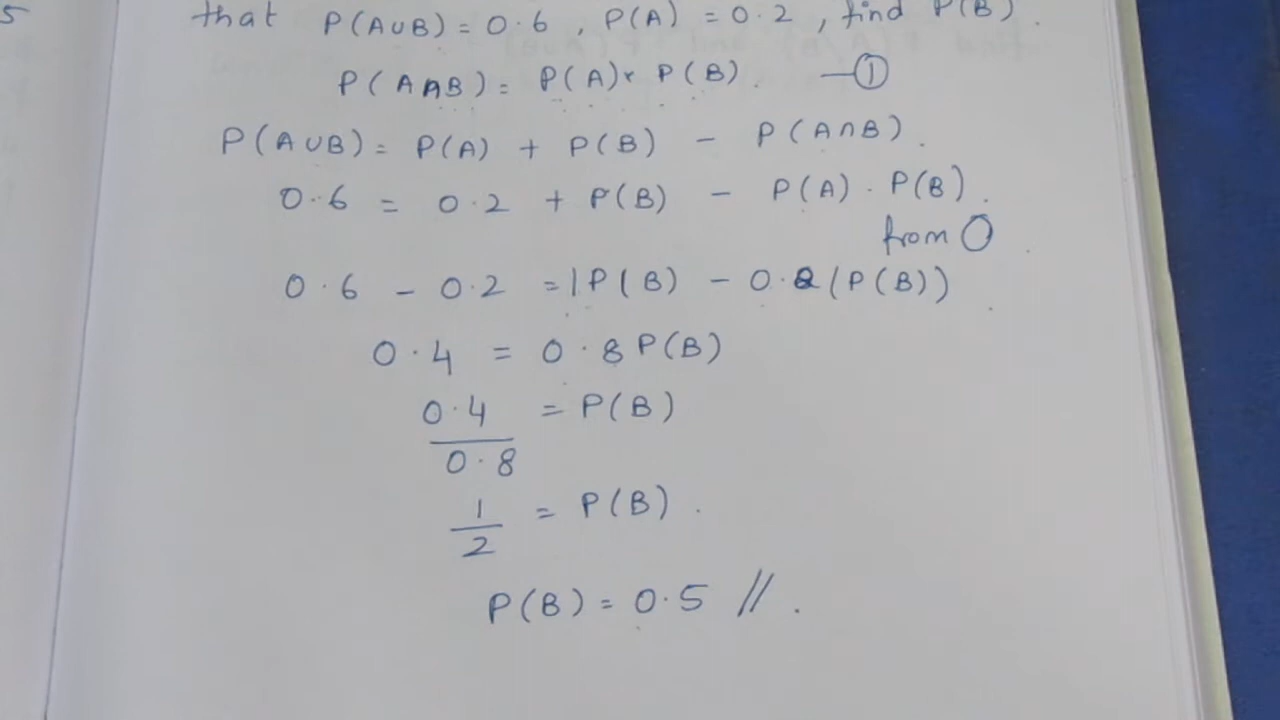 5
that P(A∪B) = 0.6 , P(A) = 0.2 , find P(B) .
P(A∩B) = P(A)× P(B) . —①
P(A∪B) = P(A) + P(B) - P(A∩B) .
0.6 = 0.2 + P(B) - P(A) . P(B) .
from
0.6 - 0.2 = 1P(B) - 0.2(P(B))
0.4 = 0.8 P(B)
0.4 = P(B)
0.8
1 = P(B) .
2
P(B) = 0.5 // .